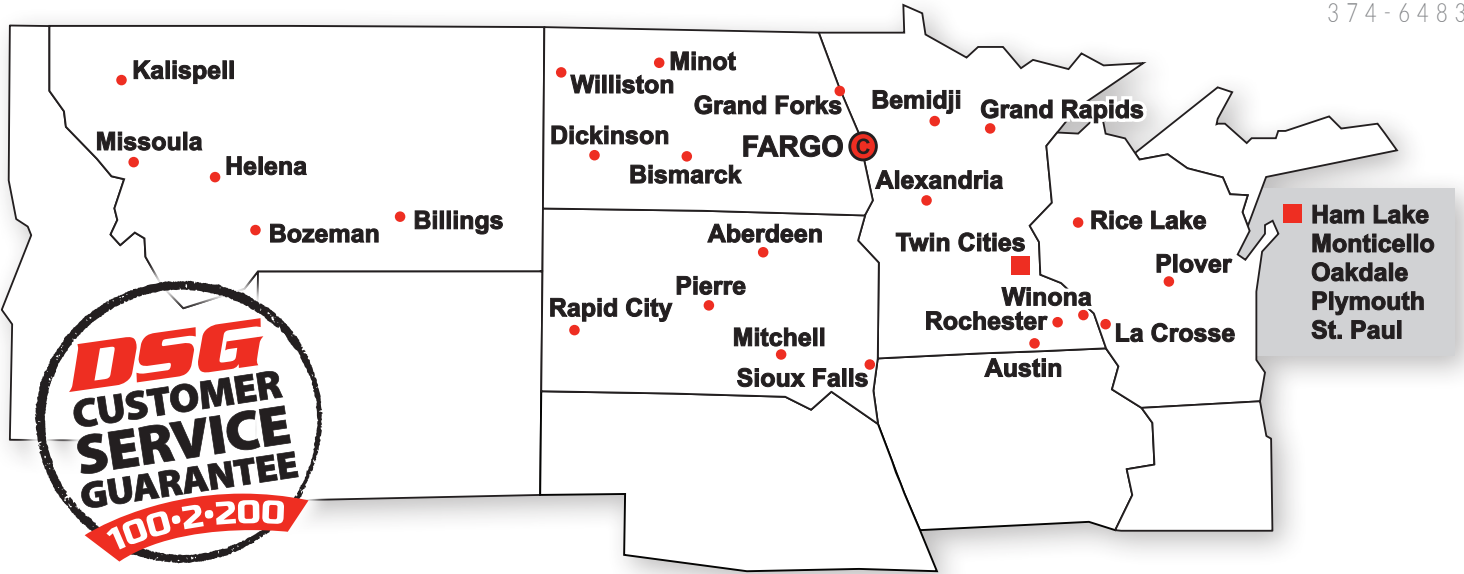 374-6483
Kalispell
Minot
Williston
Grand Forks
Bemidji
Grand Rapids
Missoula
Dickinson
FARGO C
Helena
Bismarck
Alexandria
Bozeman
Billings
Aberdeen
Twin Cities
Rice Lake
Ham Lake
Monticello
Oakdale
Plymouth
St. Paul
Plover
Pierre
Rapid City
Winona
Rochester
Mitchell
La Crosse
Sioux Falls
Austin
DSG
CUSTOMER
SERVICE
GUARANTEE
100•2•200